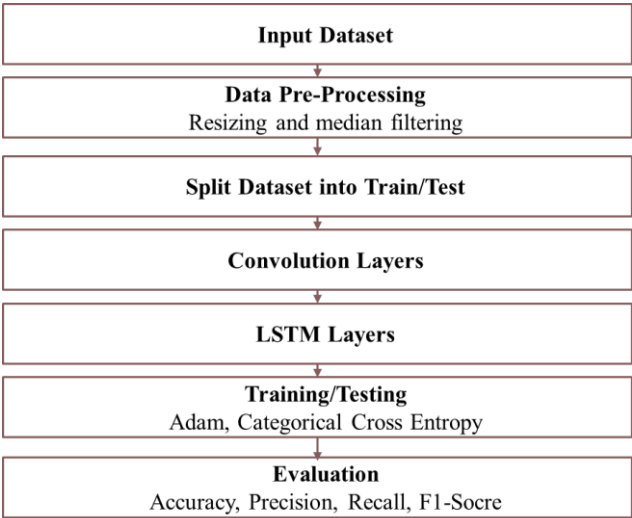 Input Dataset
Data Pre-Processing
Resizing and median filtering
Split Dataset into Train/Test
Convolution Layers
LSTM Layers
Training/Testing
Adam, Categorical Cross Entropy
Evaluation
Accuracy, Precision, Recall, F1-Socre